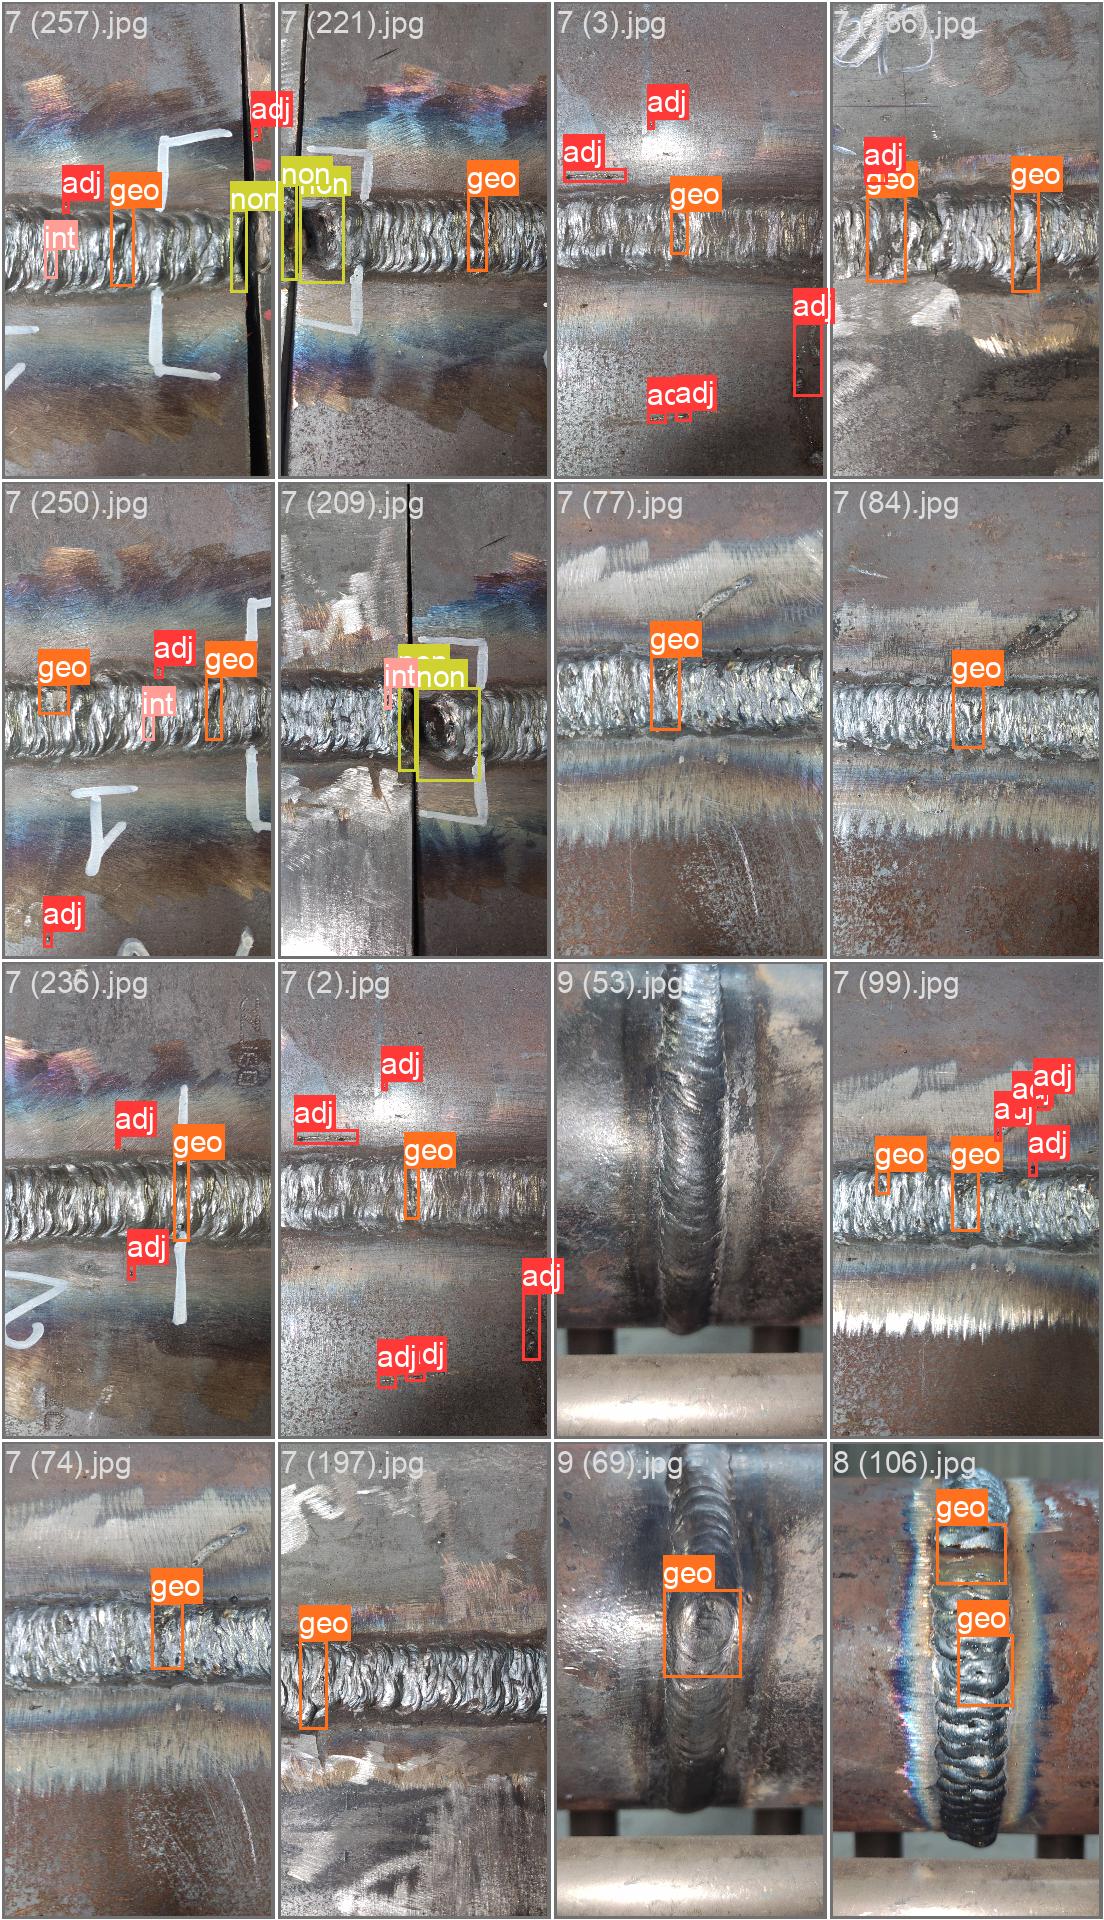 7 (257).jpg
7 (221).jpg
7 (3).jpg
adj
adj
non
adj
adj
adj
geo
non
geo
geo
geo
geo
int
adj
adj
7 (250).jpg
7 (209).jpg
7 (77).jpg
7 (84).jpg
geo
adj
geo
int
int
non
geo
geo
adj
7 (236).jpg
7 (2).jpg
9 (53).jpg
7 (99).jpg
adj
geo
adj
adj
adj
geo
adj
adj
adj
geo
geo
adj
7 (74).jpg
7 (197).jpg
9 (69).jpg
8 (106).jpg
geo
geo
geo
geo
geo